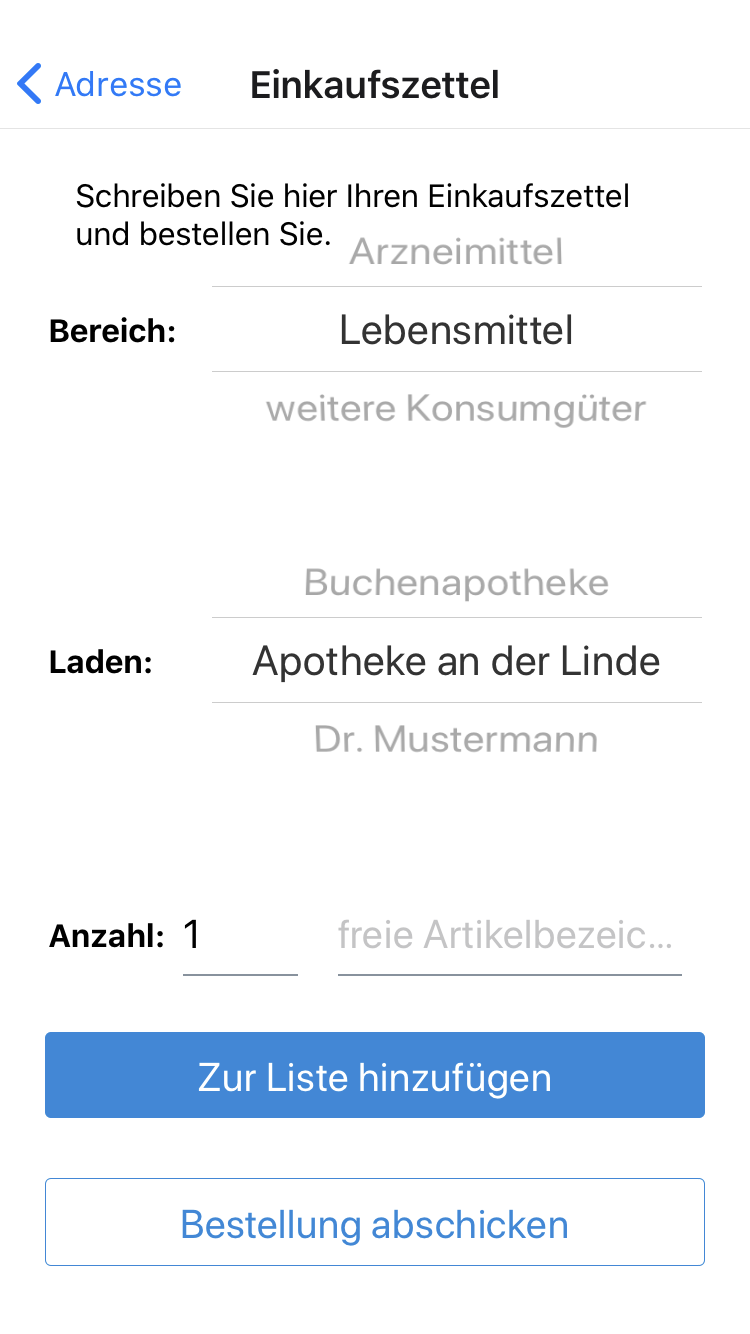 Adresse
Einkaufszettel
Schreiben Sie hier Ihren Einkaufszettel
und bestellen Sie.
Arzneimittel
Bereich:
Lebensmittel
weitere Konsumgüter
Buchenapotheke
Laden:
Apotheke an der Linde
Dr. Mustermann
Anzahl: 1 freie Artikelbezeic...
Zur Liste hinzufügen
Bestellung abschicken